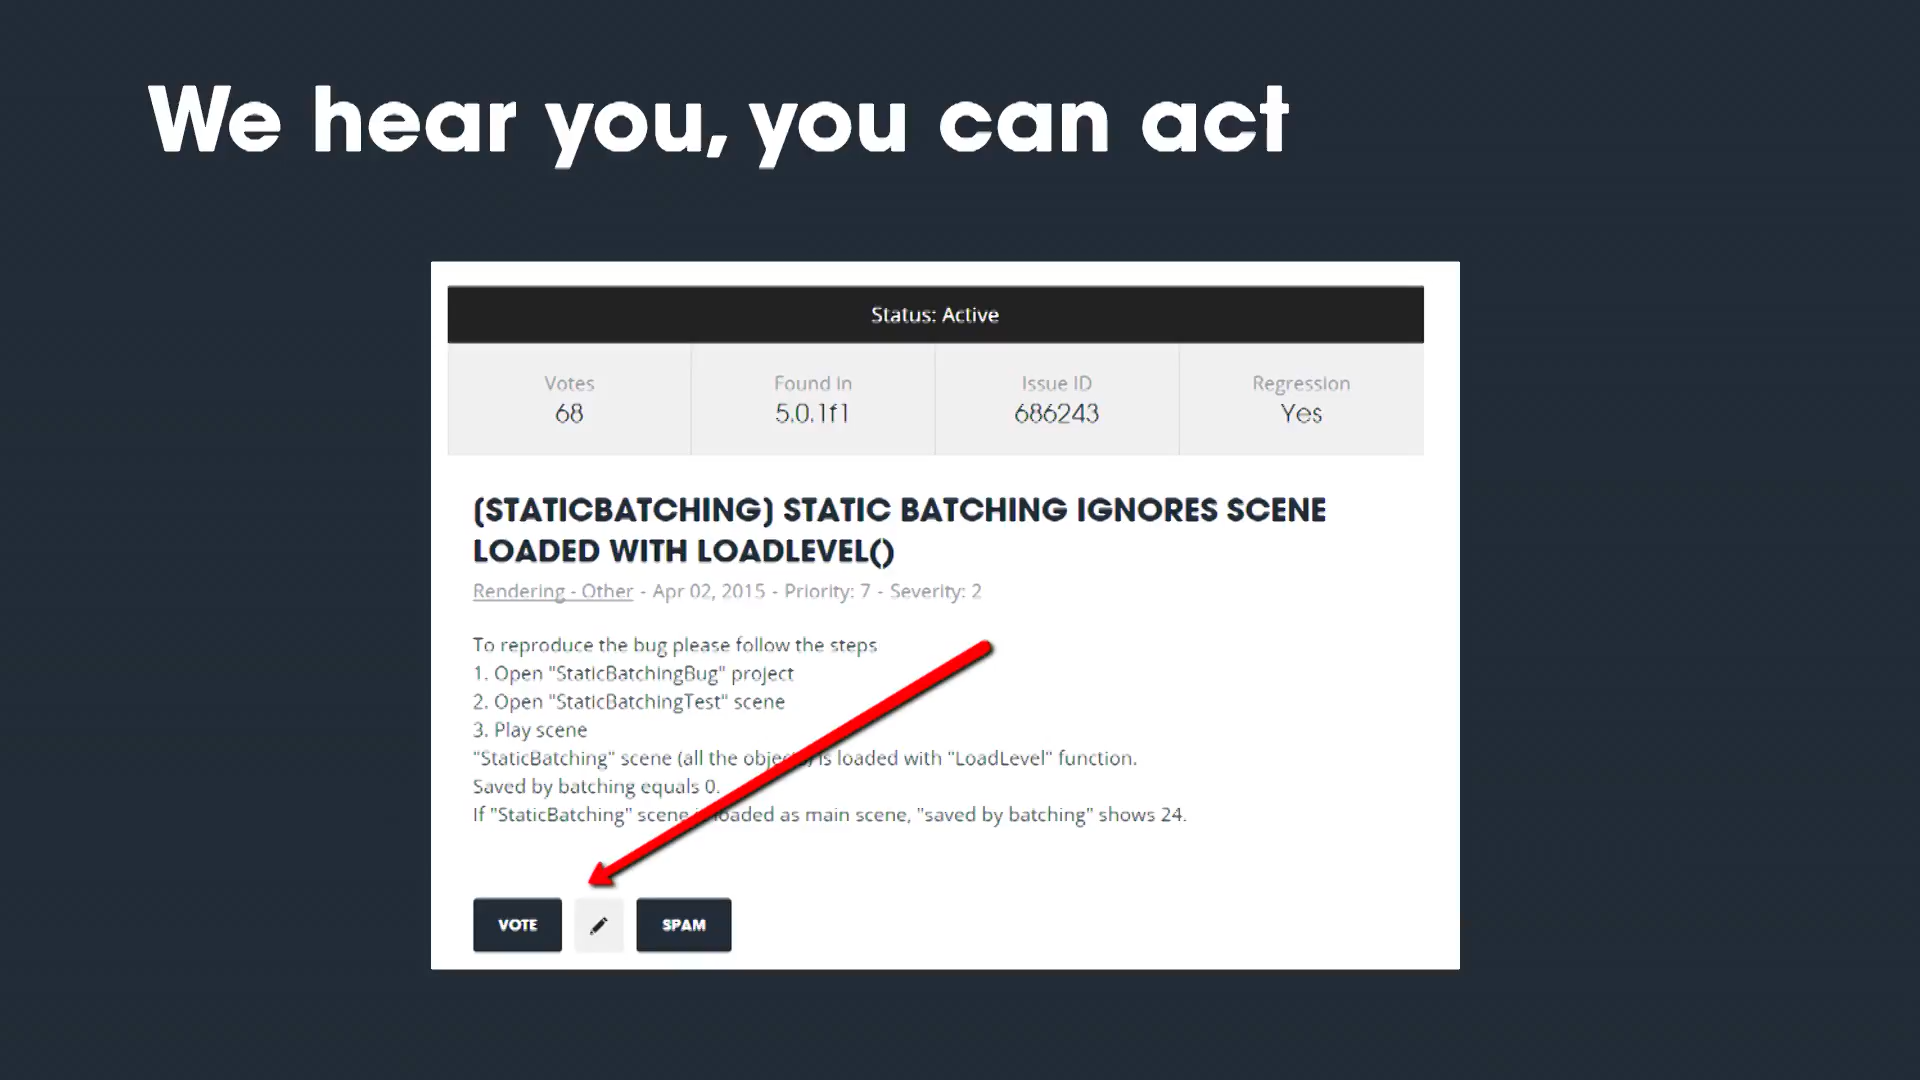 We hear you, you can act
Status: Active
Votes
68
Found in
5.0.1f1
Issue ID
686243
Regression
Yes
(STATICBATCHING) STATIC BATCHING IGNORES SCENE
LOADED WITH LOADLEVEL()
Rendering - Other - Apr 02, 2015 - Priority: 7 - Severity: 2
To reproduce the bug please follow the steps
1. Open "StaticBatchingBug" project
2. Open "StaticBatchingTest" scene
3. Play scene
"StaticBatching" scene (all the objects) is loaded with "LoadLevel" function.
Saved by batching equals 0.
If "StaticBatching" scene loaded as main scene, "saved by batching" shows 24.
VOTE
SPAM